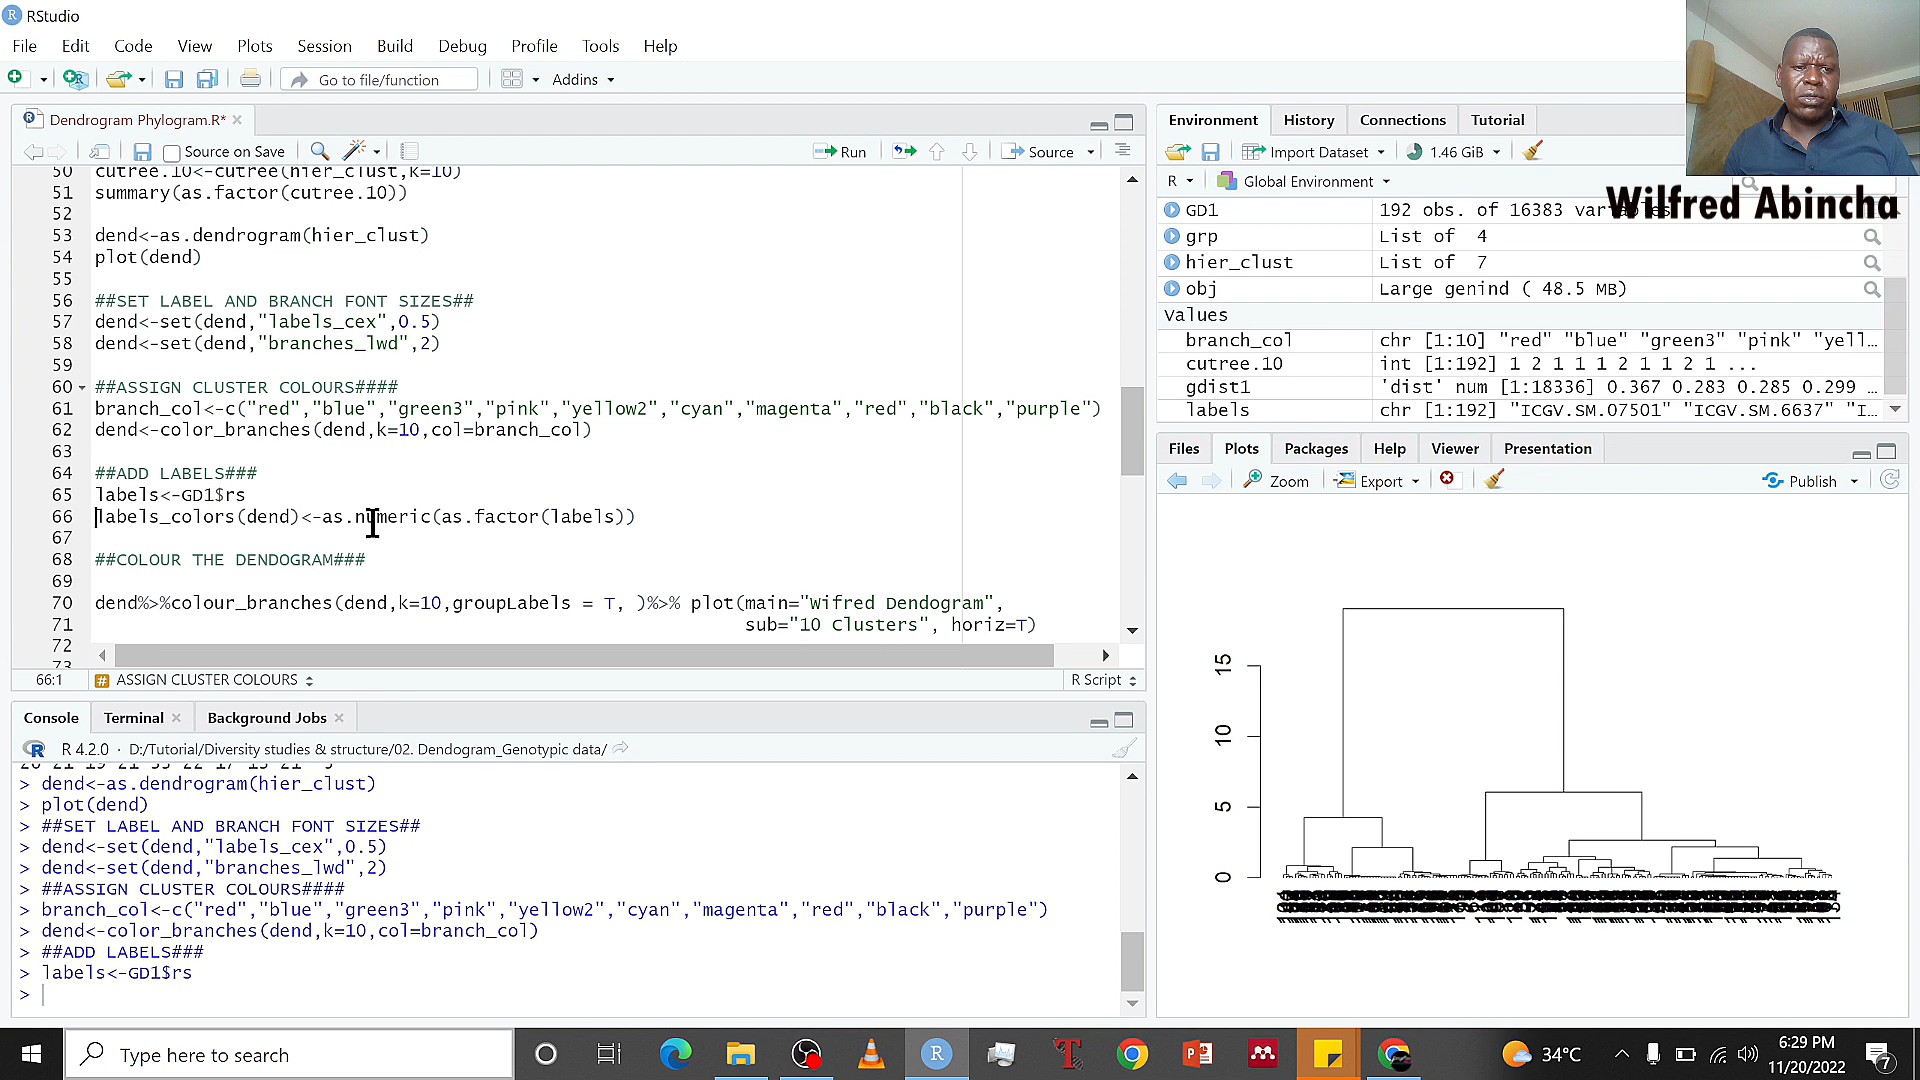 RStudio
File Edit Code View Plots Session Build Debug Profile Tools Help
Go to file/function Addins
Dendrogram Phylogram.R*
Source on Save Run Source
50 cutree.10<-cutree(hier_clust,k=10)
51 summary(as.factor(cutree.10))
52
53 dend<-as.dendrogram(hier_clust)
54 plot(dend)
55
56 ##SET LABEL AND BRANCH FONT SIZES##
57 dend<-set(dend,"labels_cex",0.5)
58 dend<-set(dend,"branches_lwd",2)
59
60 ##ASSIGN CLUSTER COLOURS####
61 branch_col<-c("red","blue","green3","pink","yellow2","cyan","magenta","red","black","purple")
62 dend<-color_branches(dend,k=10,col=branch_col)
63
64 ##ADD LABELS###
65 labels<-GD1$rs
66 labels_colors(dend)<-as.numeric(as.factor(labels))
67
68 ##COLOUR THE DENDOGRAM###
69
70 dend%>%colour_branches(dend,k=10,groupLabels = T, )%>% plot(main="Wifred Dendogram",
71 sub="10 Clusters", horiz=T)
72
73
66:1 # ASSIGN CLUSTER COLOURS R Script
Console Terminal Background Jobs
R 4.2.0 · D:/Tutorial/Diversity studies & structure/02. Dendogram_Genotypic data/
> dend<-as.dendrogram(hier_clust)
> plot(dend)
> ##SET LABEL AND BRANCH FONT SIZES##
> dend<-set(dend,"labels_cex",0.5)
> dend<-set(dend,"branches_lwd",2)
> ##ASSIGN CLUSTER COLOURS####
> branch_col<-c("red","blue","green3","pink","yellow2","cyan","magenta","red","black","purple")
> dend<-color_branches(dend,k=10,col=branch_col)
> ##ADD LABELS###
> labels<-GD1$rs
>
Environment History Connections Tutorial
Import Dataset 1.46 GiB
R Global Environment
Wilfred Abincha
GD1 192 obs. of 16383 variables
grp List of 4
hier_clust List of 7
obj Large genind ( 48.5 MB)
Values
branch_col chr [1:10] "red" "blue" "green3" "pink" "yell…
cutree.10 int [1:192] 1 2 1 1 1 2 1 1 2 1 ...
gdist1 'dist' num [1:18336] 0.367 0.283 0.285 0.299 …
labels chr [1:192] "ICGV.SM.07501" "ICGV.SM.6637" "I…
Files Plots Packages Help Viewer Presentation
Zoom Export Publish
15
10
5
0
Type here to search
34°C
6:29 PM
11/20/2022
7